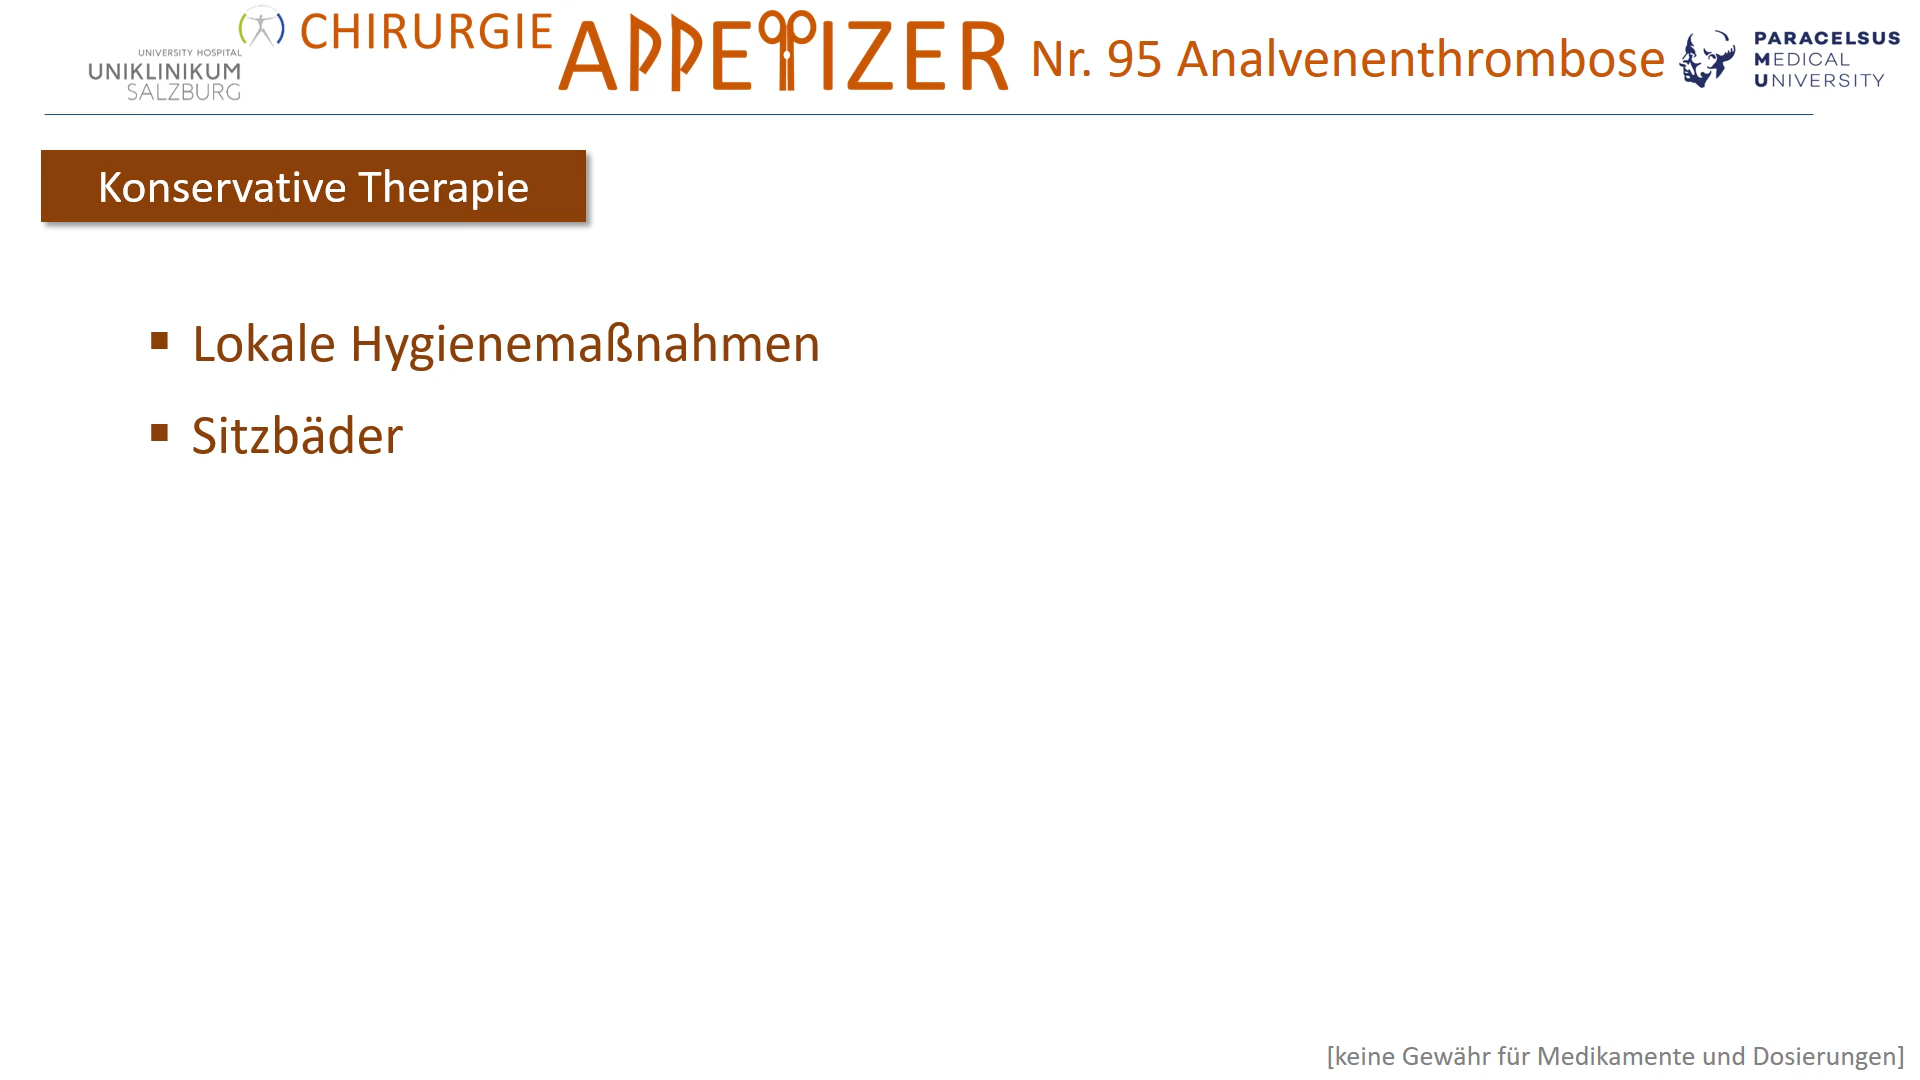 UNIVERSITY HOSPITAL
UNIKLINIKUM
SALZBURG
CHIRURGIE APPETIZER Nr. 95 Analvenenthrombose
PARACELSUS
MEDICAL
UNIVERSITY
Konservative Therapie
▪ Lokale Hygienemaßnahmen
▪ Sitzbäder
[keine Gewähr für Medikamente und Dosierungen]